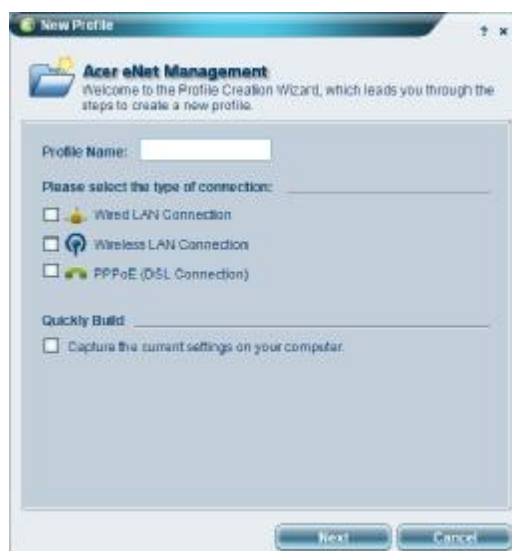 New Profile
? ×
Acer eNet Management
Welcome to the Profile Creation Wizard, which leads you through the
steps to create a new profile.
Profile Name:
Please select the type of connection:
Wired LAN Connection
Wireless LAN Connection
PPPoE (DSL Connection)
Quickly Build
Capture the current settings on your computer.
Next Cancel